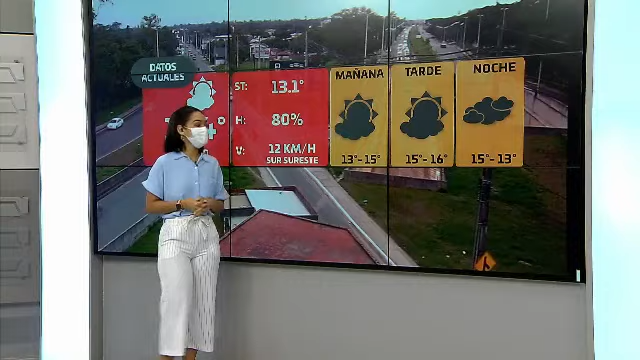 DATOS
ACTUALES
ST: 13.1°
H: 80%
V: 12 KM/H
SUR SURESTE
MAÑANA
13°-15°
TARDE
15°-16°
NOCHE
15°-13°